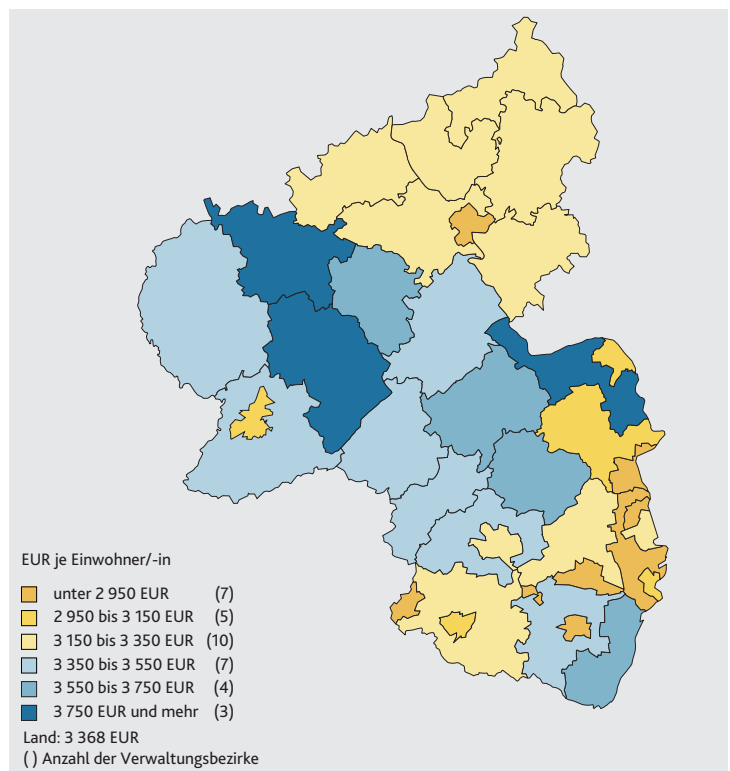 EUR je Einwohner/-in
unter 2 950 EUR (7)
2 950 bis 3 150 EUR (5)
3 150 bis 3 350 EUR (10)
3 350 bis 3 550 EUR (7)
3 550 bis 3 750 EUR (4)
3 750 EUR und mehr (3)
Land: 3 368 EUR
( ) Anzahl der Verwaltungsbezirke